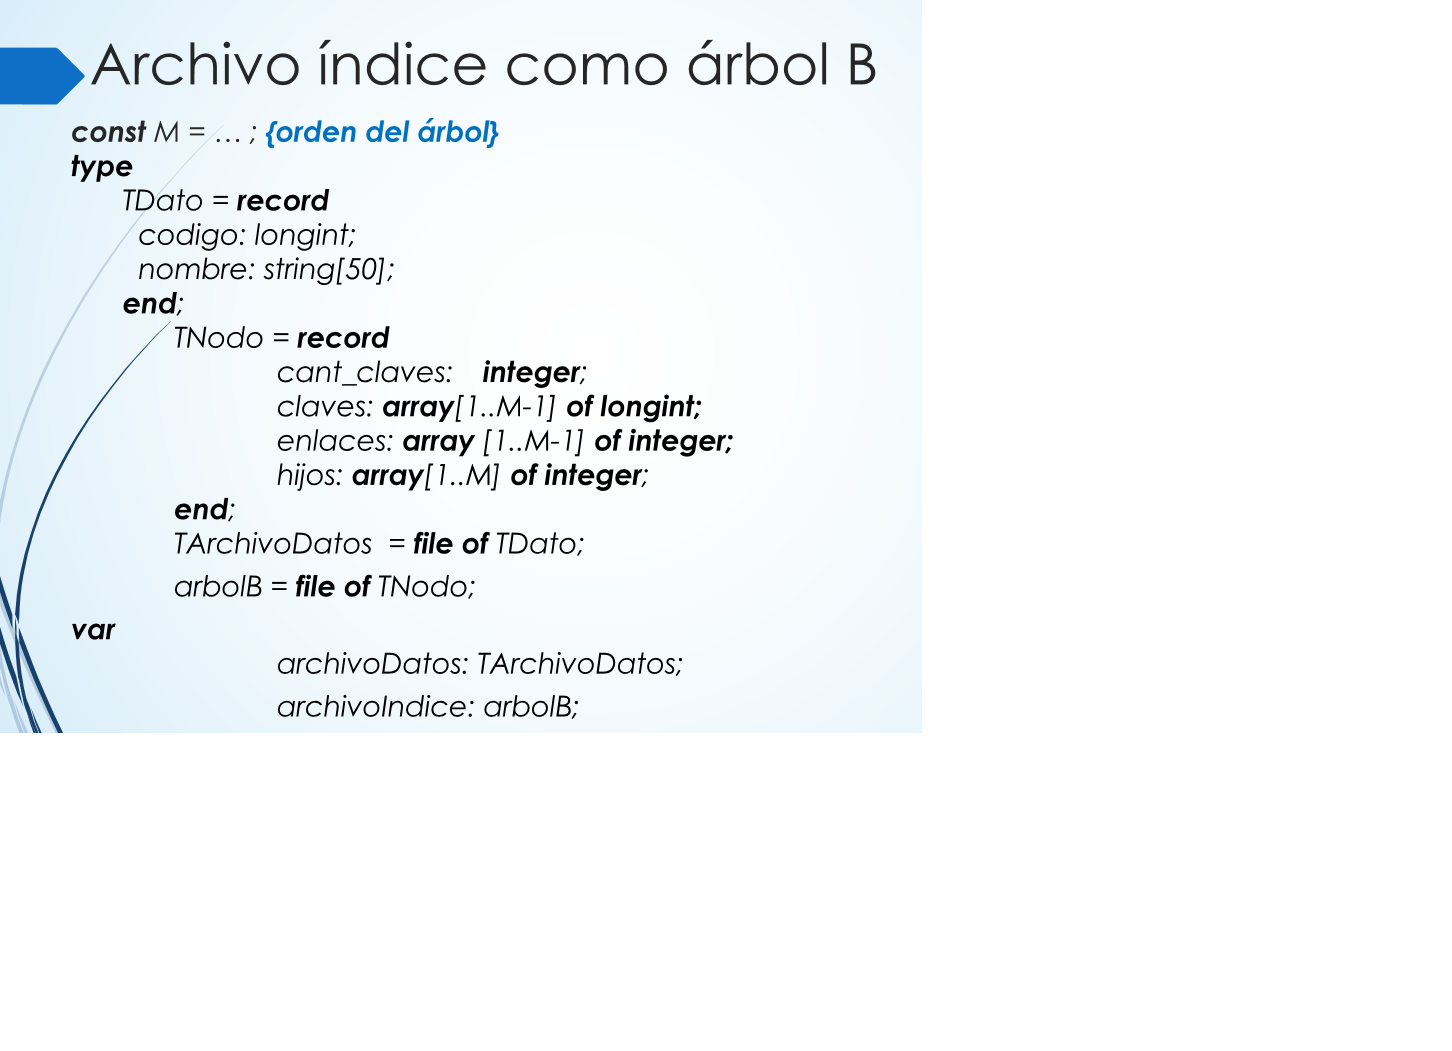 Archivo índice como árbol B
const M = … ; {orden del árbol}
type
TDato = record
codigo: longint;
nombre: string[50];
end;
TNodo = record
cant_claves: integer;
claves: array[1..M-1] of longint;
enlaces: array [1..M-1] of integer;
hijos: array[1..M] of integer;
end;
TArchivoDatos = file of TDato;
arbolB = file of TNodo;
var
archivoDatos: TArchivoDatos;
archivoIndice: arbolB;